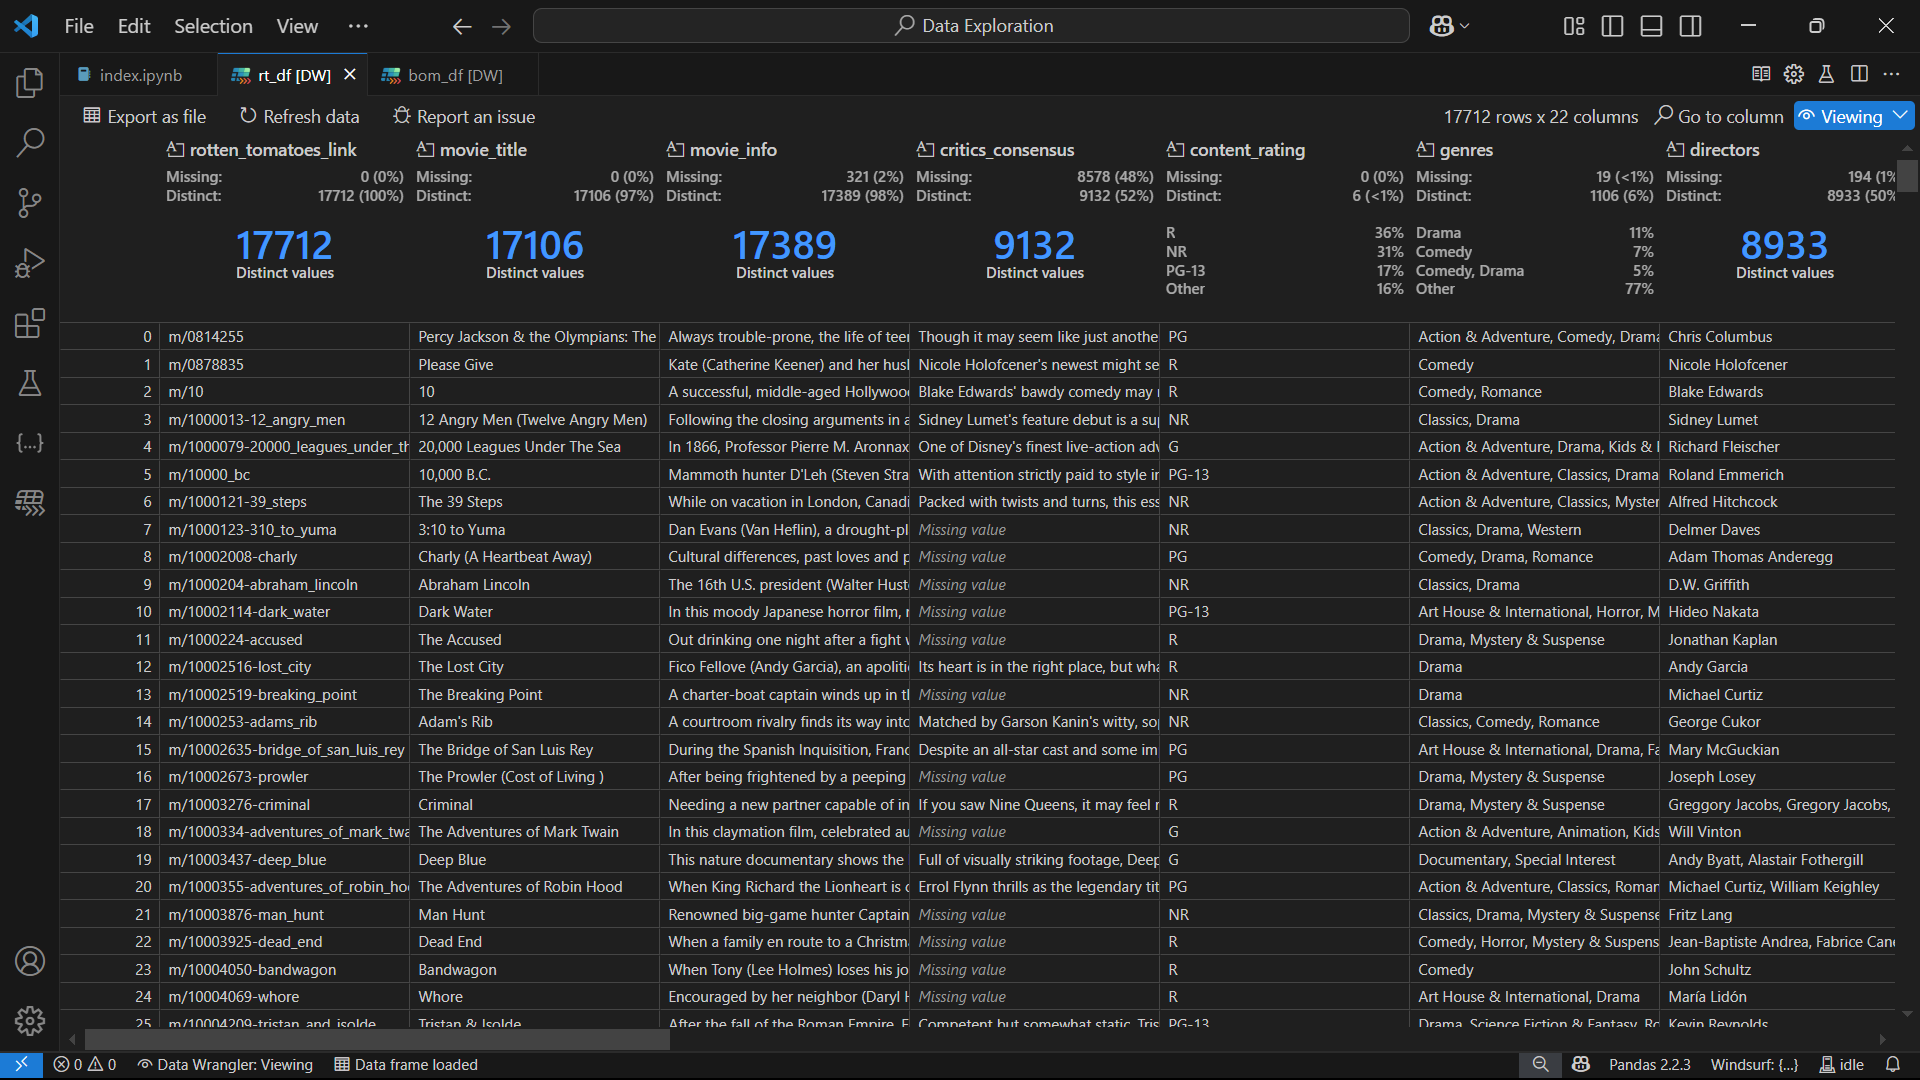 File Edit Selection View ··· Data Exploration
index.ipynb rt_df [DW] bom_df [DW]
Export as file Refresh data Report an issue 17712 rows x 22 columns Go to column Viewing
rotten_tomatoes_link movie_title movie_info critics_consensus content_rating genres directors
Missing: 0 (0%) Missing: 0 (0%) Missing: 321 (2%) Missing: 8578 (48%) Missing: 0 (0%) Missing: 19 (<1%) Missing: 194 (1%
Distinct: 17712 (100%) Distinct: 17106 (97%) Distinct: 17389 (98%) Distinct: 9132 (52%) Distinct: 6 (<1%) Distinct: 1106 (6%) Distinct: 8933 (50%
17712 17106 17389 9132 R 36% Drama 11% 8933
Distinct values Distinct values Distinct values Distinct values NR 31% Comedy 7% Distinct values
PG-13 17% Comedy, Drama 5%
Other 16% Other 77%
0 m/0814255 Percy Jackson & the Olympians: The Always trouble-prone, the life of teen Though it may seem like just anothe PG Action & Adventure, Comedy, Drama Chris Columbus
1 m/0878835 Please Give Kate (Catherine Keener) and her husl Nicole Holofcener's newest might se R Comedy Nicole Holofcener
2 m/10 10 A successful, middle-aged Hollywoo Blake Edwards' bawdy comedy may R Comedy, Romance Blake Edwards
3 m/1000013-12_angry_men 12 Angry Men (Twelve Angry Men) Following the closing arguments in a Sidney Lumet's feature debut is a su NR Classics, Drama Sidney Lumet
4 m/1000079-20000_leagues_under_th 20,000 Leagues Under The Sea In 1866, Professor Pierre M. Aronnax One of Disney's finest live-action adv G Action & Adventure, Drama, Kids & Richard Fleischer
5 m/10000_bc 10,000 B.C. Mammoth hunter D'Leh (Steven Stra With attention strictly paid to style in PG-13 Action & Adventure, Classics, Drama Roland Emmerich
6 m/1000121-39_steps The 39 Steps While on vacation in London, Canadi Packed with twists and turns, this ess NR Action & Adventure, Classics, Myster Alfred Hitchcock
7 m/1000123-310_to_yuma 3:10 to Yuma Dan Evans (Van Heflin), a drought-pl Missing value NR Classics, Drama, Western Delmer Daves
8 m/10002008-charly Charly (A Heartbeat Away) Cultural differences, past loves and p Missing value PG Comedy, Drama, Romance Adam Thomas Anderegg
9 m/1000204-abraham_lincoln Abraham Lincoln The 16th U.S. president (Walter Hust Missing value NR Classics, Drama D.W. Griffith
10 m/10002114-dark_water Dark Water In this moody Japanese horror film, Missing value PG-13 Art House & International, Horror, M Hideo Nakata
11 m/1000224-accused The Accused Out drinking one night after a fight Missing value R Drama, Mystery & Suspense Jonathan Kaplan
12 m/10002516-lost_city The Lost City Fico Fellove (Andy Garcia), an apoliti Its heart is in the right place, but wha R Drama Andy Garcia
13 m/10002519-breaking_point The Breaking Point A charter-boat captain winds up in Missing value NR Drama Michael Curtiz
14 m/1000253-adams_rib Adam's Rib A courtroom rivalry finds its way into Matched by Garson Kanin's witty, so NR Classics, Comedy, Romance George Cukor
15 m/10002635-bridge_of_san_luis_rey The Bridge of San Luis Rey During the Spanish Inquisition, Franc Despite an all-star cast and some im PG Art House & International, Drama, Fa Mary McGuckian
16 m/10002673-prowler The Prowler (Cost of Living ) After being frightened by a peeping Missing value PG Drama, Mystery & Suspense Joseph Losey
17 m/10003276-criminal Criminal Needing a new partner capable of in If you saw Nine Queens, it may feel R Drama, Mystery & Suspense Greggory Jacobs, Gregory Jacobs,
18 m/1000334-adventures_of_mark_twa The Adventures of Mark Twain In this claymation film, celebrated au Missing value G Action & Adventure, Animation, Kids Will Vinton
19 m/10003437-deep_blue Deep Blue This nature documentary shows the Full of visually striking footage, Deep G Documentary, Special Interest Andy Byatt, Alastair Fothergill
20 m/1000355-adventures_of_robin_hoo The Adventures of Robin Hood When King Richard the Lionheart is Errol Flynn thrills as the legendary tit PG Action & Adventure, Classics, Roman Michael Curtiz, William Keighley
21 m/10003876-man_hunt Man Hunt Renowned big-game hunter Captain Missing value NR Classics, Drama, Mystery & Suspense Fritz Lang
22 m/10003925-dead_end Dead End When a family en route to a Christm Missing value R Comedy, Horror, Mystery & Suspens Jean-Baptiste Andrea, Fabrice Cane
23 m/10004050-bandwagon Bandwagon When Tony (Lee Holmes) loses his jo Missing value R Comedy John Schultz
24 m/10004069-whore Whore Encouraged by her neighbor (Daryl H Missing value R Art House & International, Drama María Lidón
25 m/10004209-tristan_and_isolde Tristan & Isolde After the fall of the Roman Empire, E Competent but somewhat static, Tris PG-13 Drama, Science Fiction & Fantasy, Ro Kevin Reynolds
0 0 Data Wrangler: Viewing Data frame loaded Pandas 2.2.3 Windsurf: {...} idle